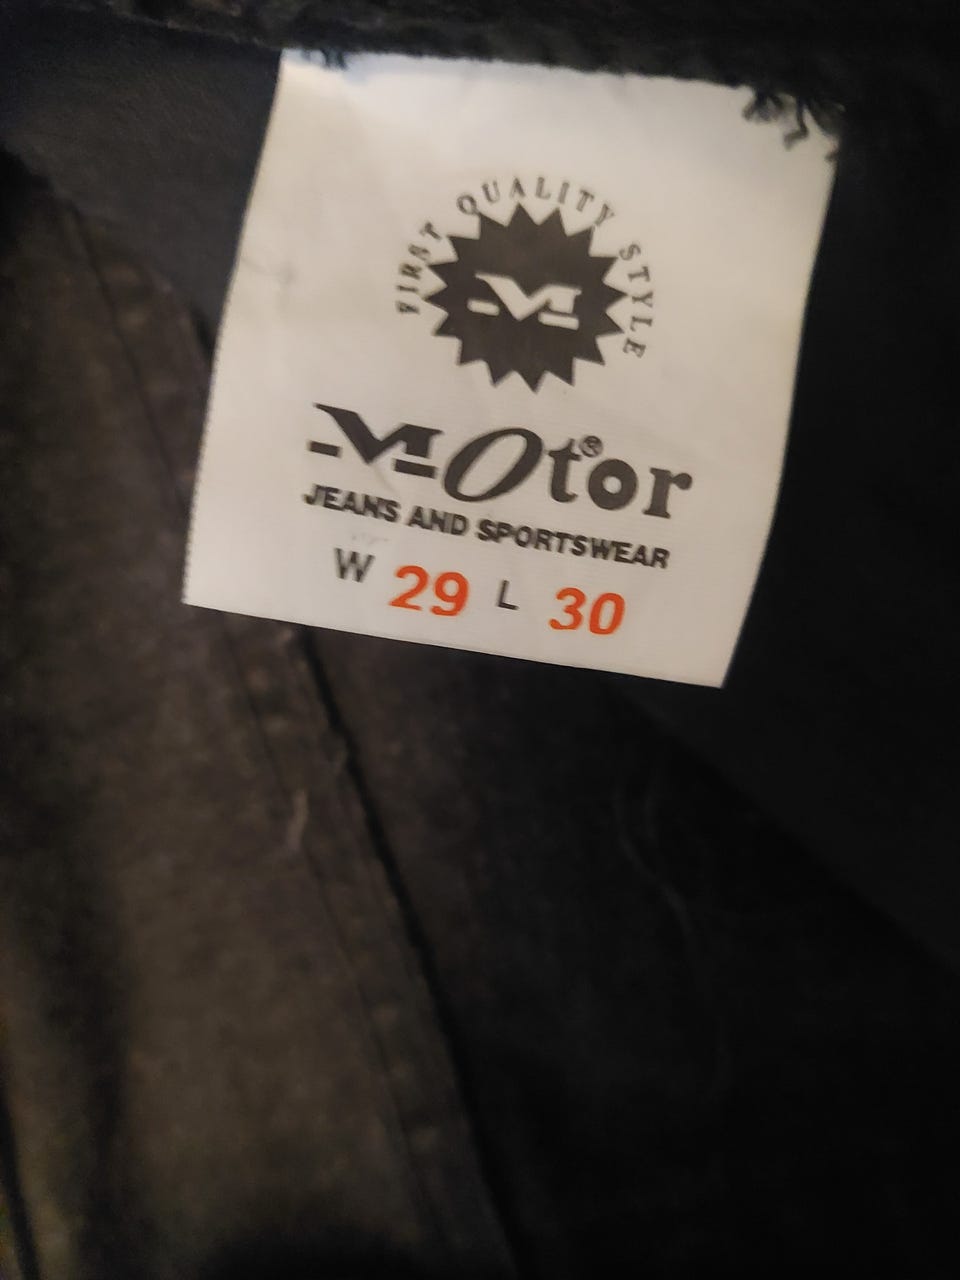 FIRST QUALITY STYLE
M
MOtor®
JEANS AND SPORTSWEAR
W 29 L 30